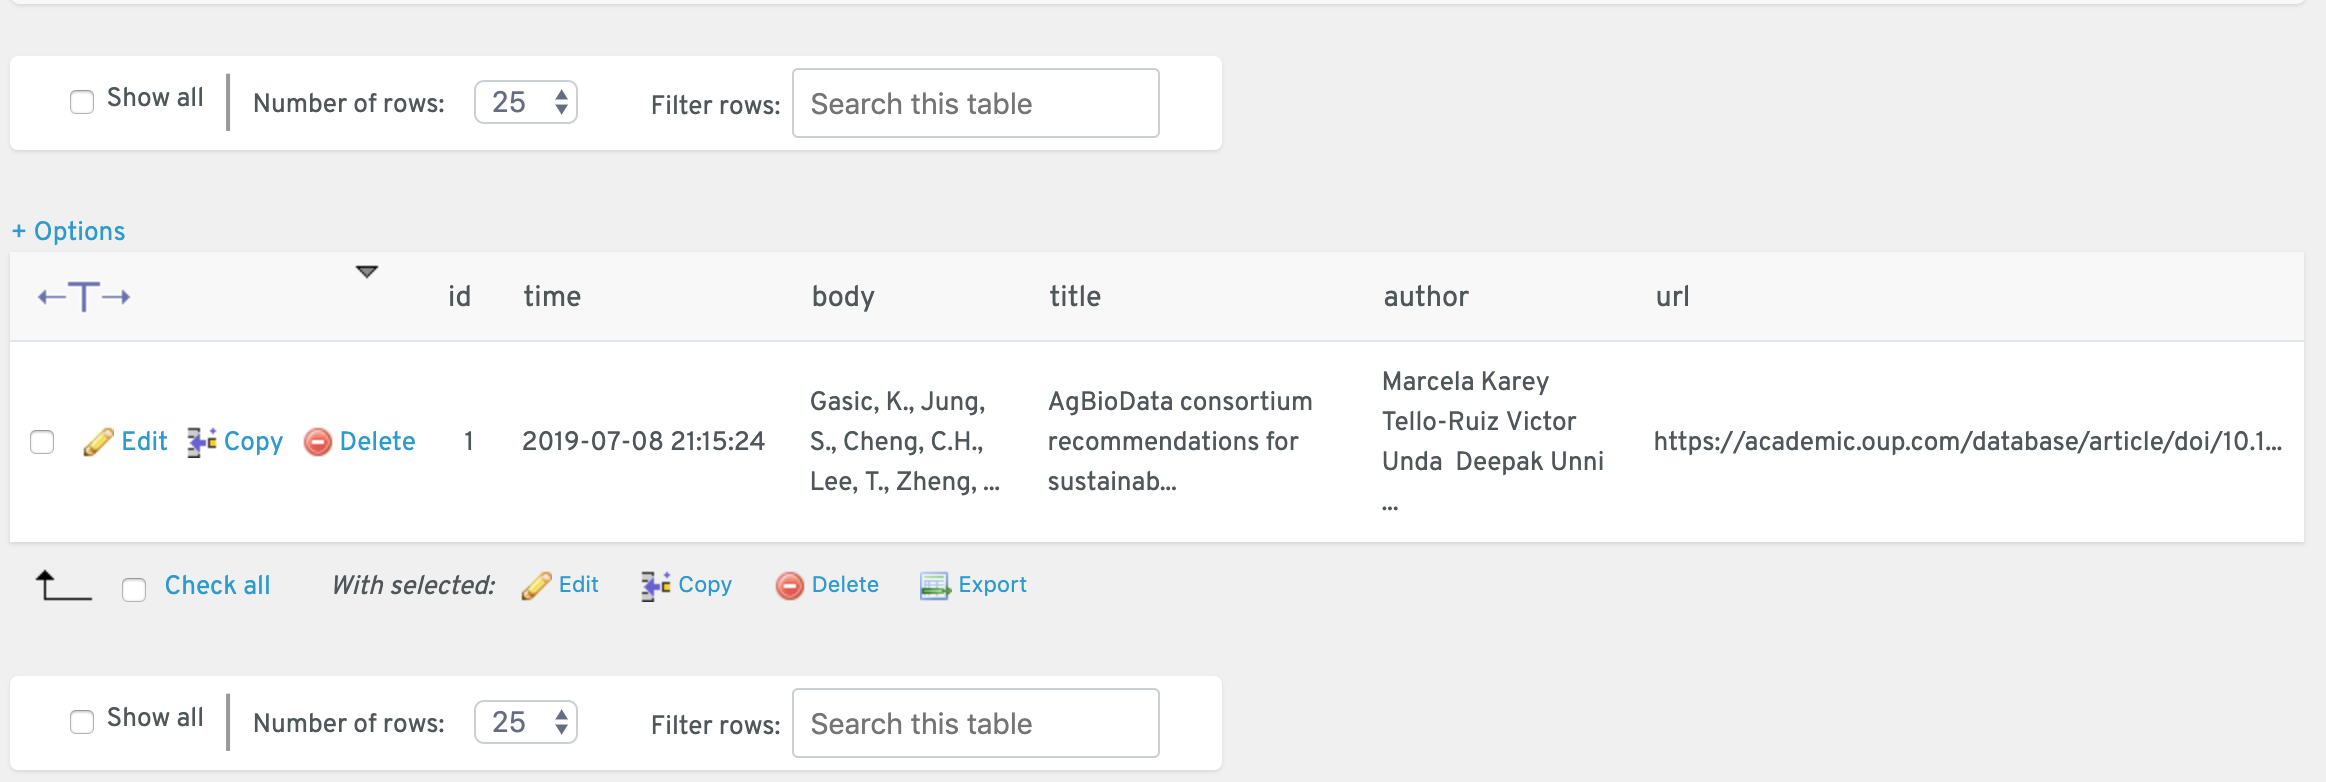 Show all Number of rows: 25 Filter rows: Search this table
+ Options
←T→ id time body title author url
Edit Copy Delete 1 2019-07-08 21:15:24 Gasic, K., Jung, S., Cheng, C.H., Lee, T., Zheng, ... AgBioData consortium recommendations for sustainab... Marcela Karey Tello-Ruiz Victor Unda  Deepak Unni ... https://academic.oup.com/database/article/doi/10.1...
Check all With selected: Edit Copy Delete Export
Show all Number of rows: 25 Filter rows: Search this table